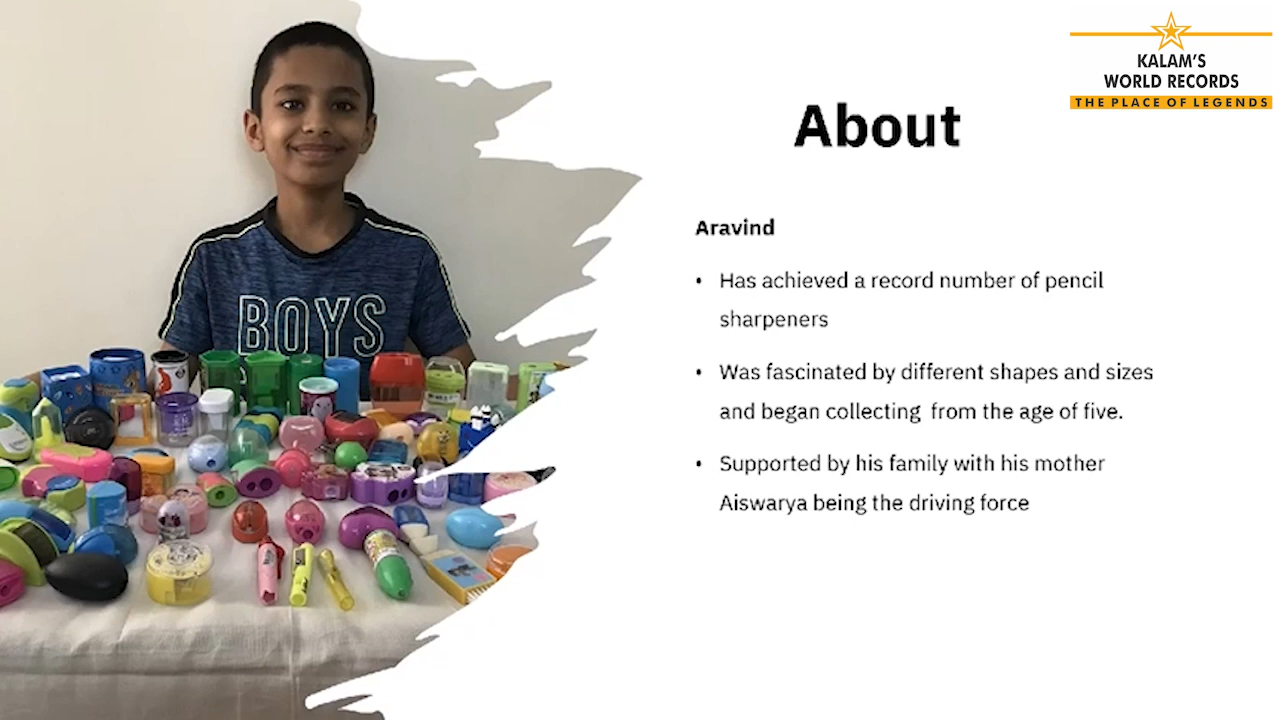 KALAM'S
WORLD RECORDS
THE PLACE OF LEGENDS
About
Aravind
• Has achieved a record number of pencil
sharpeners
• Was fascinated by different shapes and sizes
and began collecting from the age of five.
• Supported by his family with his mother
Aiswarya being the driving force
BOYS